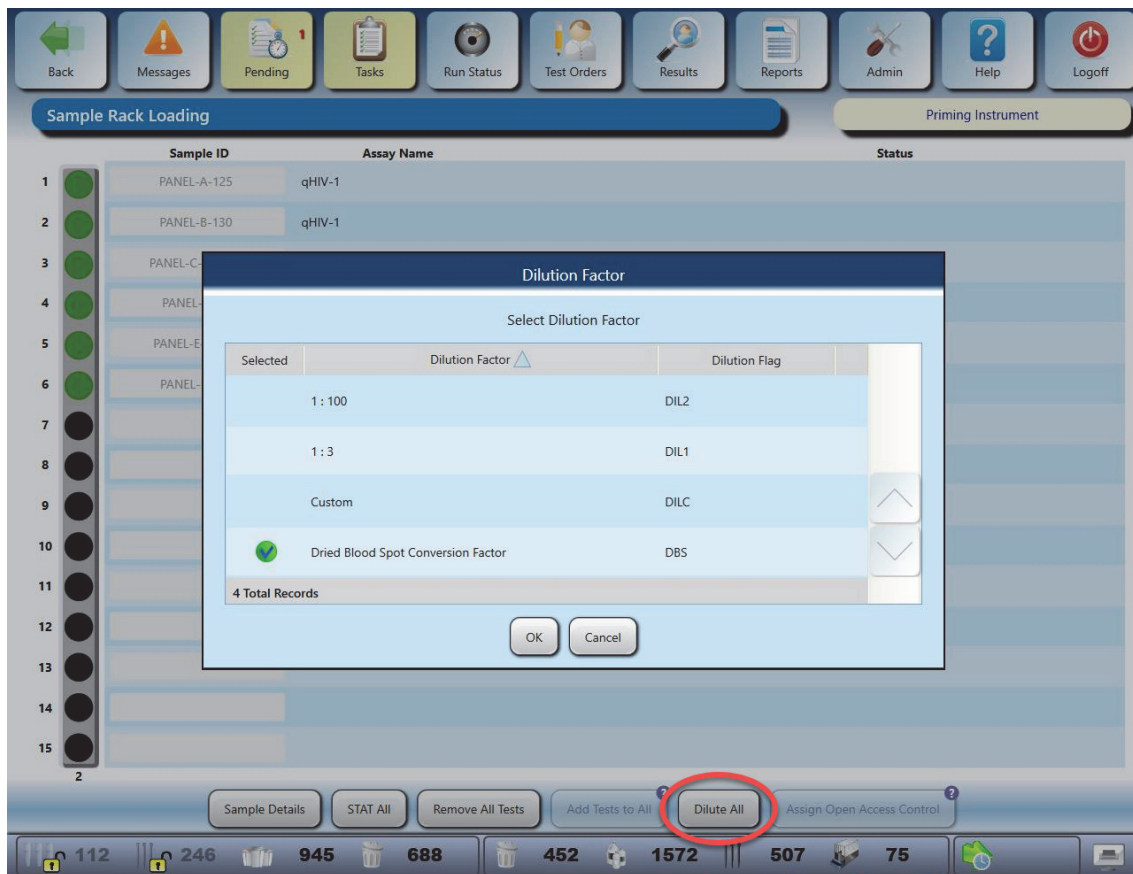 Back
Messages
Pending
1
Tasks
Run Status
Test Orders
Results
Reports
Admin
Help
Logoff
Sample Rack Loading
Priming Instrument
Sample ID Assay Name Status
1 PANEL-A-125 qHIV-1
2 PANEL-B-130 qHIV-1
3 PANEL-C-
4 PANEL-
5 PANEL-E
6 PANEL-
7
8
9
10
11
12
13
14
15
2
Dilution Factor
Select Dilution Factor
Selected Dilution Factor Dilution Flag
1 : 100 DIL2
1 : 3 DIL1
Custom DILC
Dried Blood Spot Conversion Factor DBS
4 Total Records
OK
Cancel
Sample Details
STAT All
Remove All Tests
Add Tests to All
?
Dilute All
Assign Open Access Control
?
112 246 945 688 452 1572 507 75